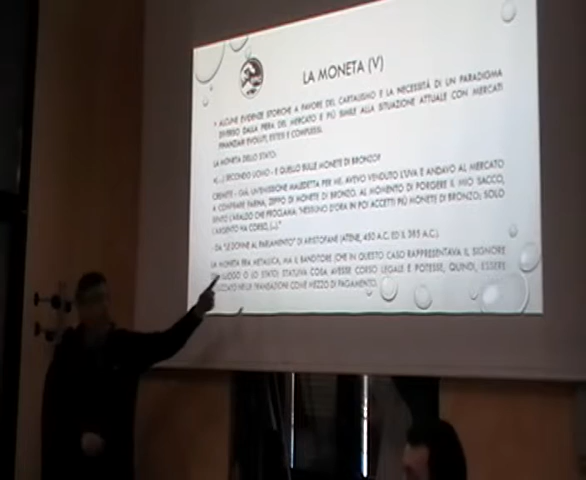 LA MONETA (V)
• ALCUNE EVIDENZE STORICHE A FAVORE DEL CARTALISMO E LA NECESSITÀ DI UN PARADIGMA
DIVERSO DALLA FIERA DEL MERCATO E PIÙ SIMILE ALLA SITUAZIONE ATTUALE CON MERCATI
FINANZIARI EVOLUTI, ESTESI E COMPLESSI.
LA MONETA DELLO STATO:
«(...) SECONDO UOMO - E QUELLO SULLE MONETE DI BRONZO?
CREMETE - GIÀ, UN'EMISSIONE MALEDETTA PER ME, AVEVO VENDUTO L'UVA E ANDAVO AL MERCATO
A COMPRARE FARINA, ZEPPO DI MONETE DI BRONZO. AL MOMENTO DI PORGERE IL MIO SACCO,
SENTO L'ARALDO CHE PROCLAMA: "NESSUNO D'ORA IN POI ACCETTI PIÙ MONETE DI BRONZO; SOLO
L'ARGENTO HA CORSO, (...)."
- DA "LE DONNE AL PARLAMENTO" DI ARISTOFANE (ATENE, 450 A.C. ED IL 385 A.C.).
LA MONETA ERA METALLICA, MA IL BANDITORE (CHE IN QUESTO CASO RAPPRESENTAVA IL SIGNORE
LUOGO O LO STATO) STATUIVA COSA AVESSE CORSO LEGALE E POTESSE, QUINDI, ESSERE
NELLE TRANSAZIONI COME MEZZO DI PAGAMENTO.